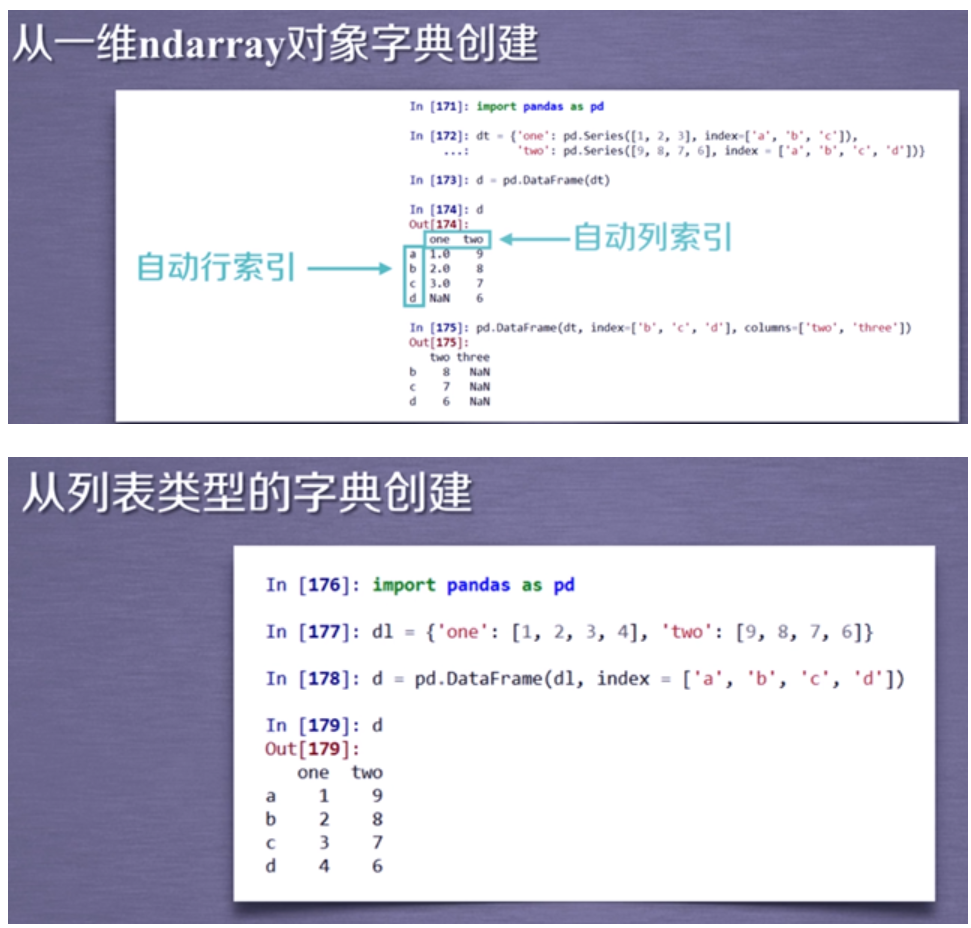 从一维ndarray对象字典创建
In [171]: import pandas as pd
In [172]: dt = {'one': pd.Series([1, 2, 3], index=['a', 'b', 'c']),
...: 'two': pd.Series([9, 8, 7, 6], index = ['a', 'b', 'c', 'd'])}
In [173]: d = pd.DataFrame(dt)
In [174]: d
Out[174]:
one two
自动列索引
自动行索引
a 1.0 9
b 2.0 8
c 3.0 7
d NaN 6
In [175]: pd.DataFrame(dt, index=['b', 'c', 'd'], columns=['two', 'three'])
Out[175]:
two three
b 8 NaN
c 7 NaN
d 6 NaN
从列表类型的字典创建
In [176]: import pandas as pd
In [177]: dl = {'one': [1, 2, 3, 4], 'two': [9, 8, 7, 6]}
In [178]: d = pd.DataFrame(dl, index = ['a', 'b', 'c', 'd'])
In [179]: d
Out[179]:
one two
a 1 9
b 2 8
c 3 7
d 4 6